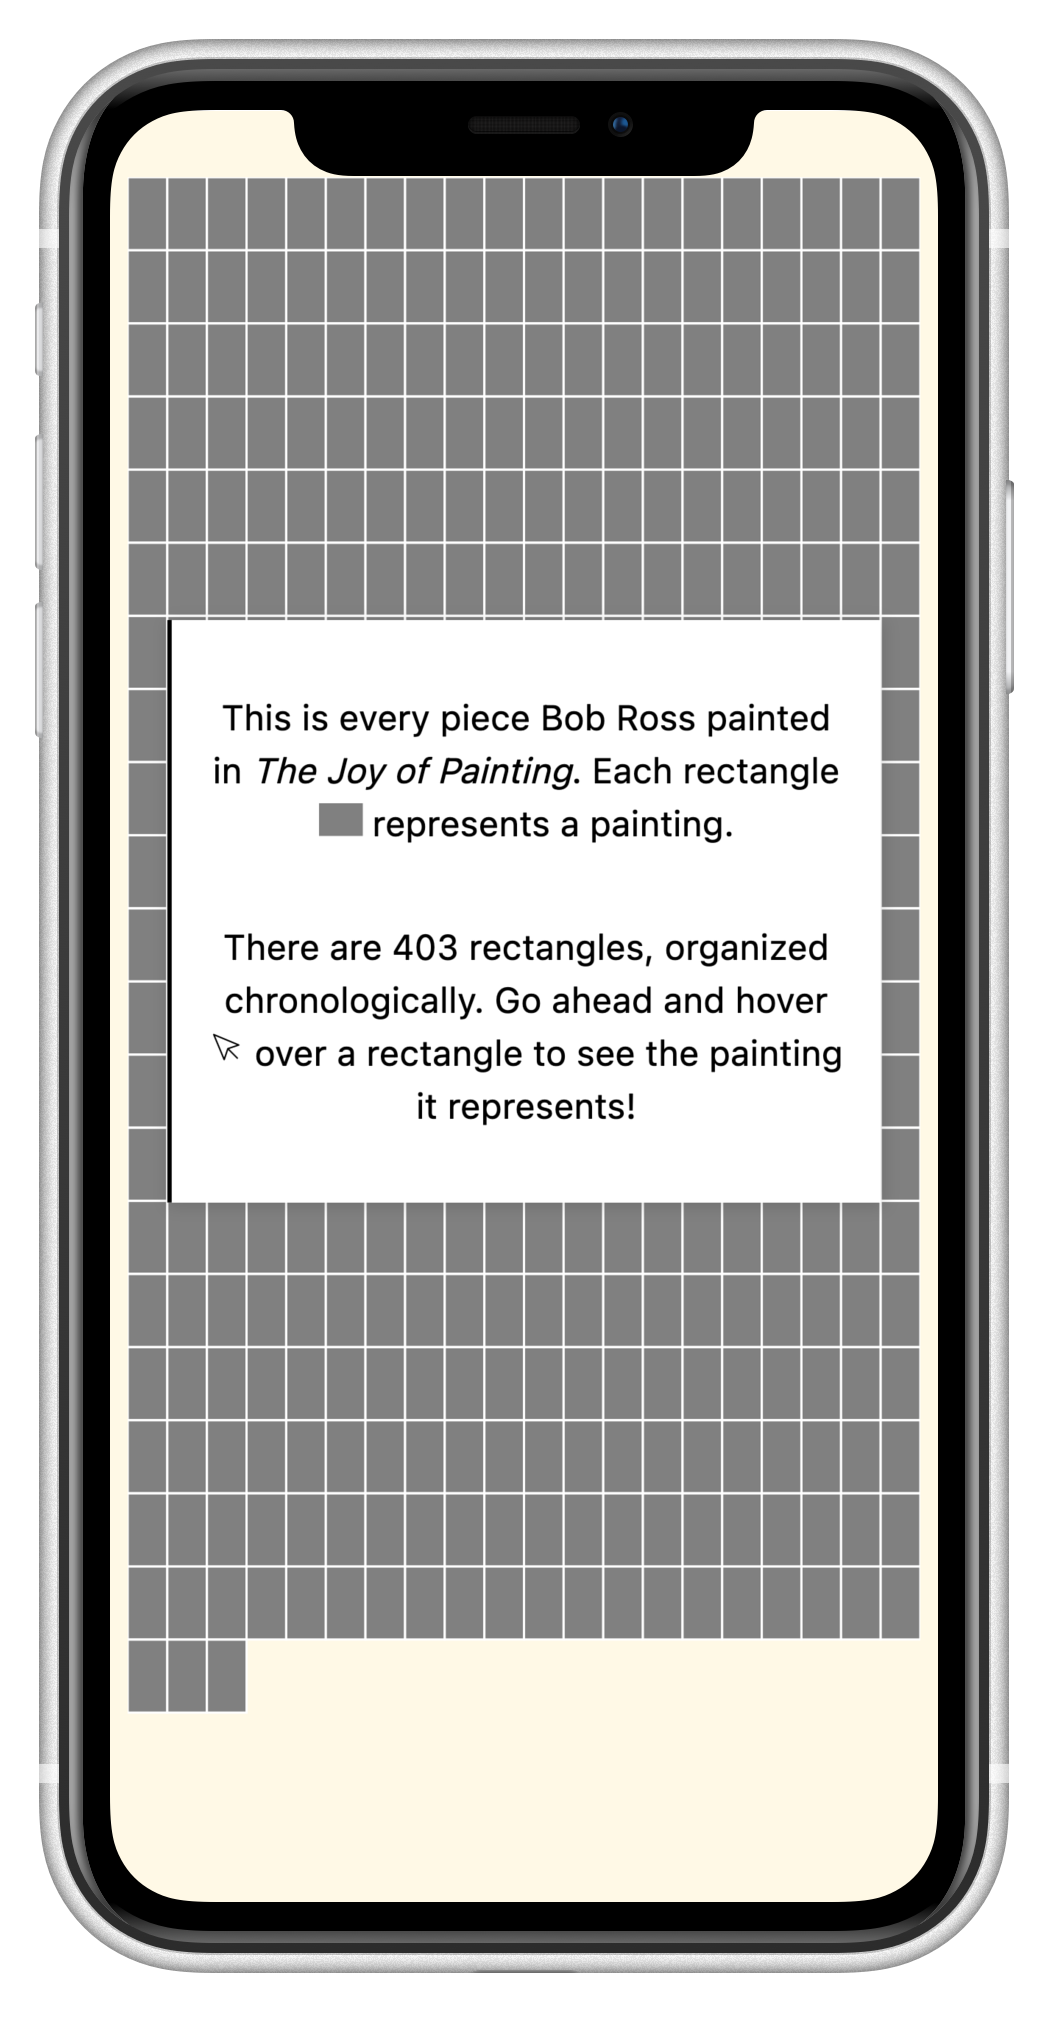 This is every piece Bob Ross painted
in The Joy of Painting. Each rectangle
represents a painting.
There are 403 rectangles, organized
chronologically. Go ahead and hover
over a rectangle to see the painting
it represents!